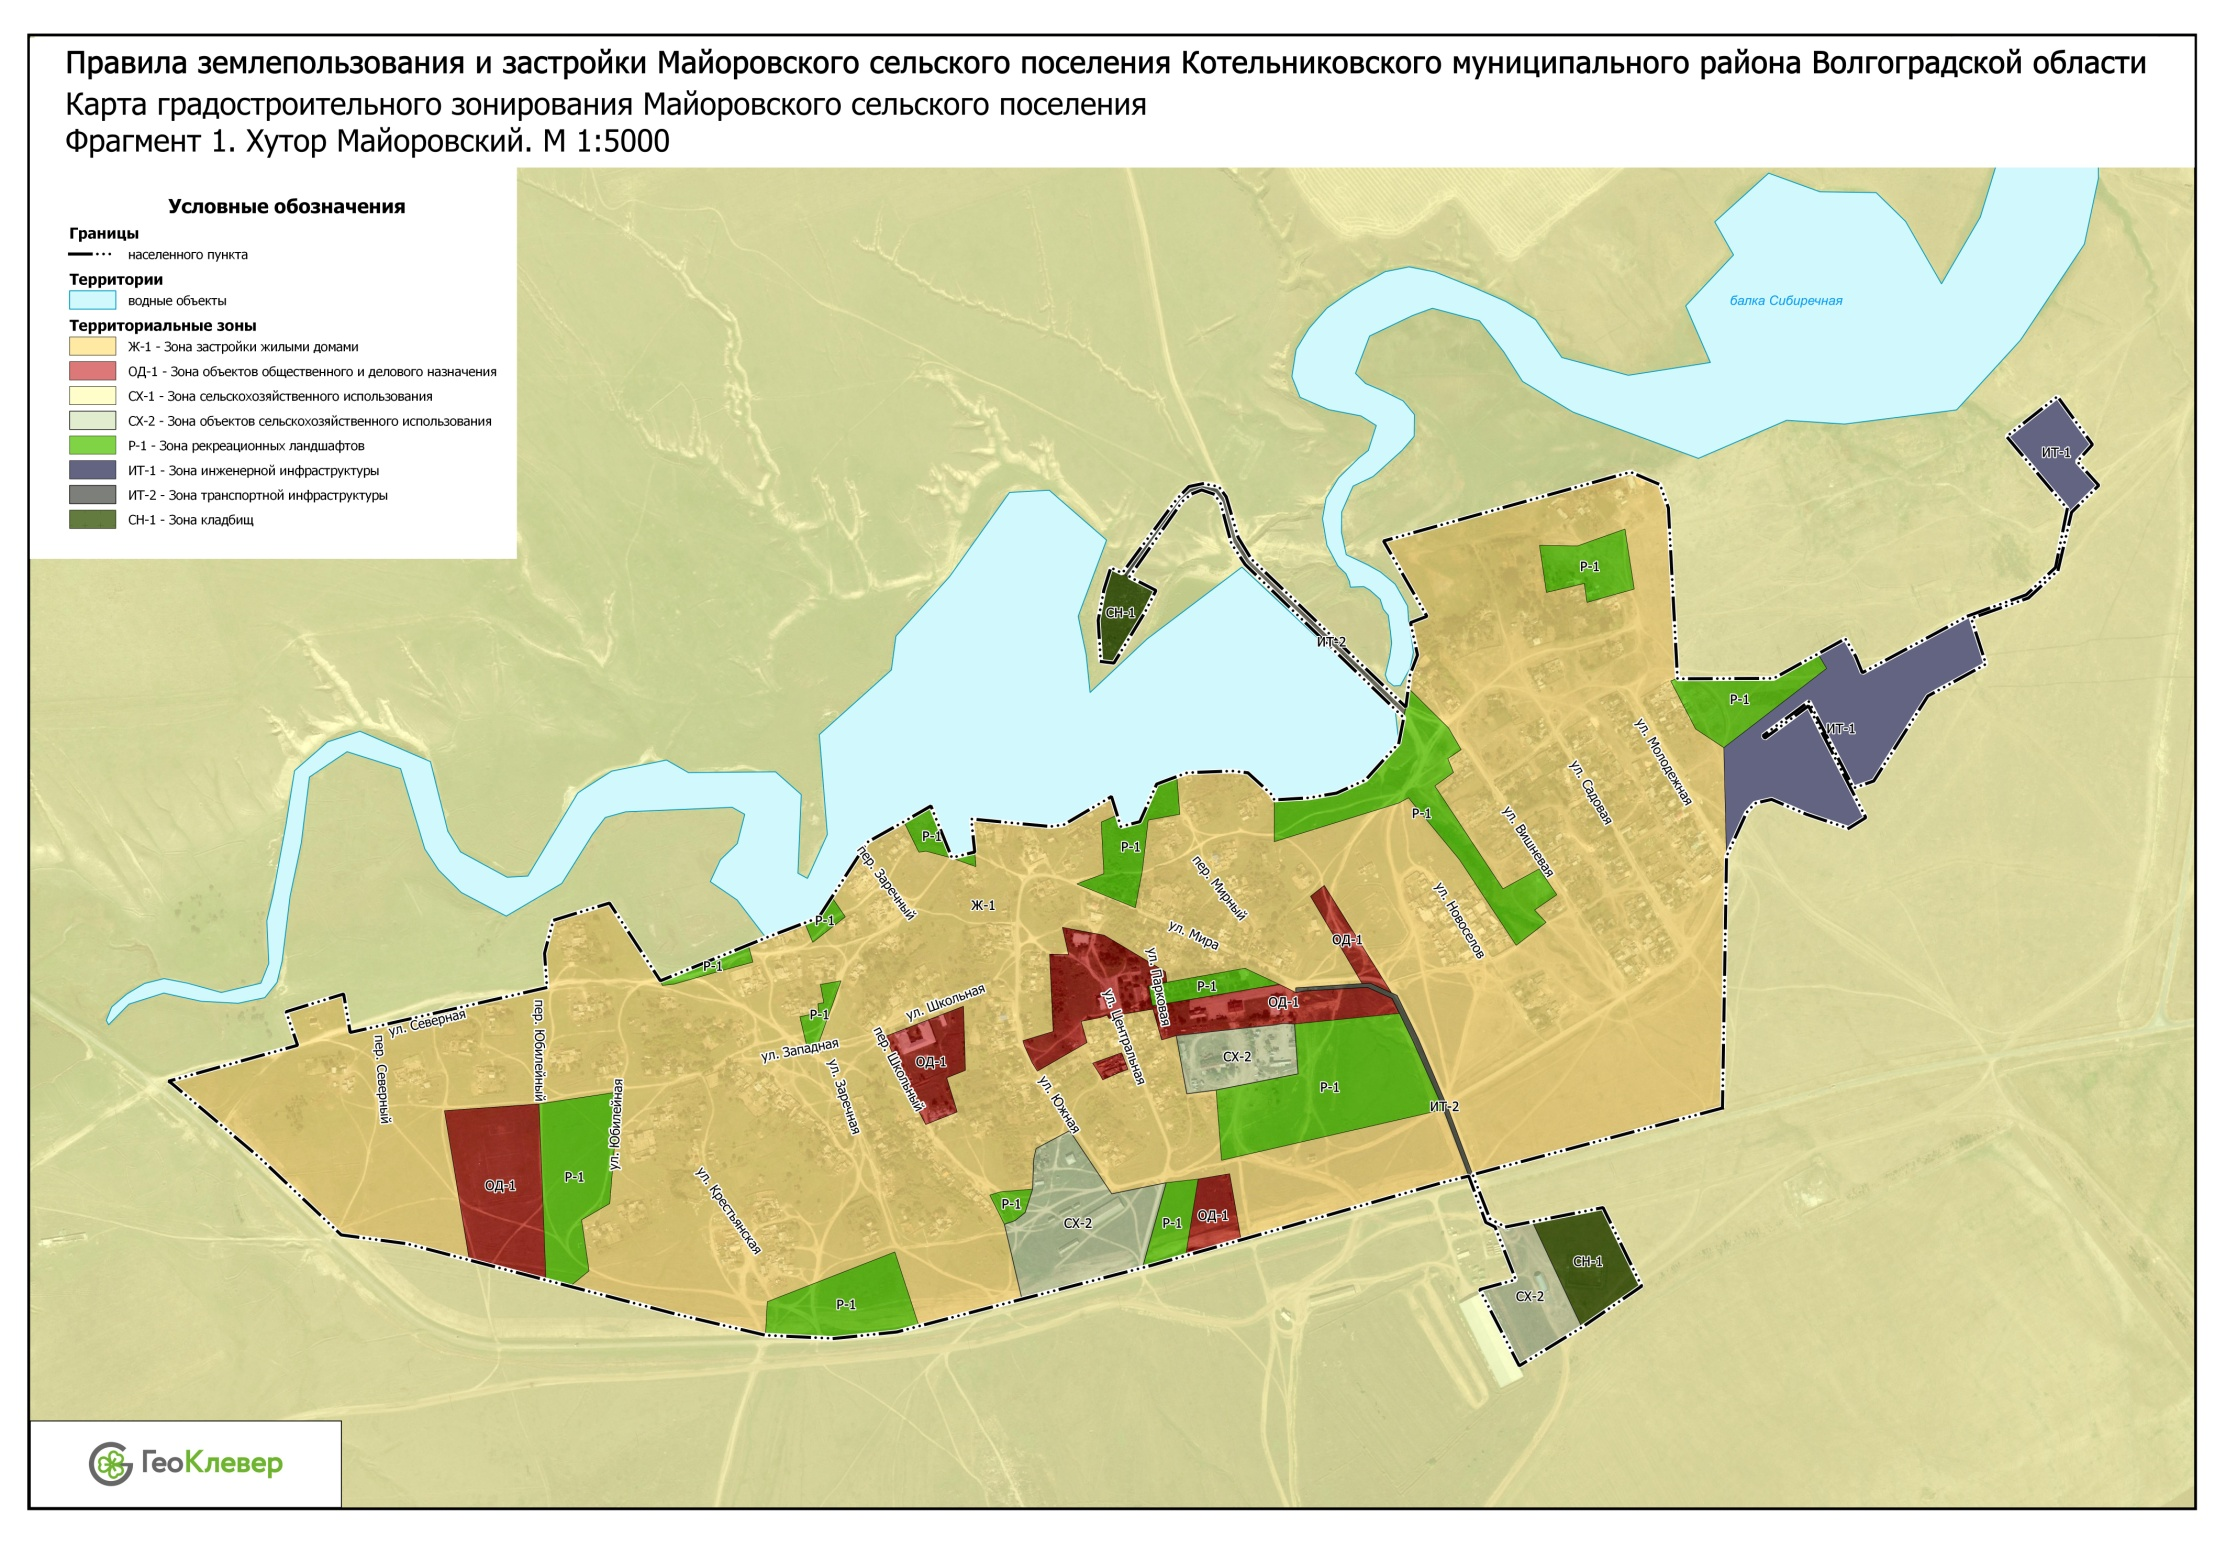 Правила землепользования и застройки Майоровского сельского поселения Котельниковского муниципального района Волгоградской области
Карта градостроительного зонирования Майоровского сельского поселения
Фрагмент 1. Хутор Майоровский. М 1:5000
Условные обозначения
Границы
населенного пункта
Территории
водные объекты
Территориальные зоны
Ж-1 - Зона застройки жилыми домами
ОД-1 - Зона объектов общественного и делового назначения
СХ-1 - Зона сельскохозяйственного использования
СХ-2 - Зона объектов сельскохозяйственного использования
Р-1 - Зона рекреационных ландшафтов
ИТ-1 - Зона инженерной инфраструктуры
ИТ-2 - Зона транспортной инфраструктуры
СН-1 - Зона кладбищ
балка Сибиречная
ИТ-1
Р-1
СН-1
ИТ-2
Р-1
ИТ-1
ул. Молодежная
ул. Садовая
Р-1
ул. Вишневая
Р-1
Р-1
пер. Заречный
пер. Мирный
Ж-1
ул. Новоселов
Р-1
ул. Мира
ОД-1
Р-1
ул. Парковая
Р-1
ОД-1
ул. Школьная
Р-1
ул. Северная
пер. Юбилейный
ул. Центральная
ул. Западная
СХ-2
ОД-1
пер. Северный
пер. Школьный
ул. Заречная
Р-1
ул. Южная
ИТ-2
ул. Юбилейная
Р-1
ОД-1
ул. Крестьянская
Р-1
СХ-2
Р-1
ОД-1
СН-1
СХ-2
Р-1
ГеоКлевер